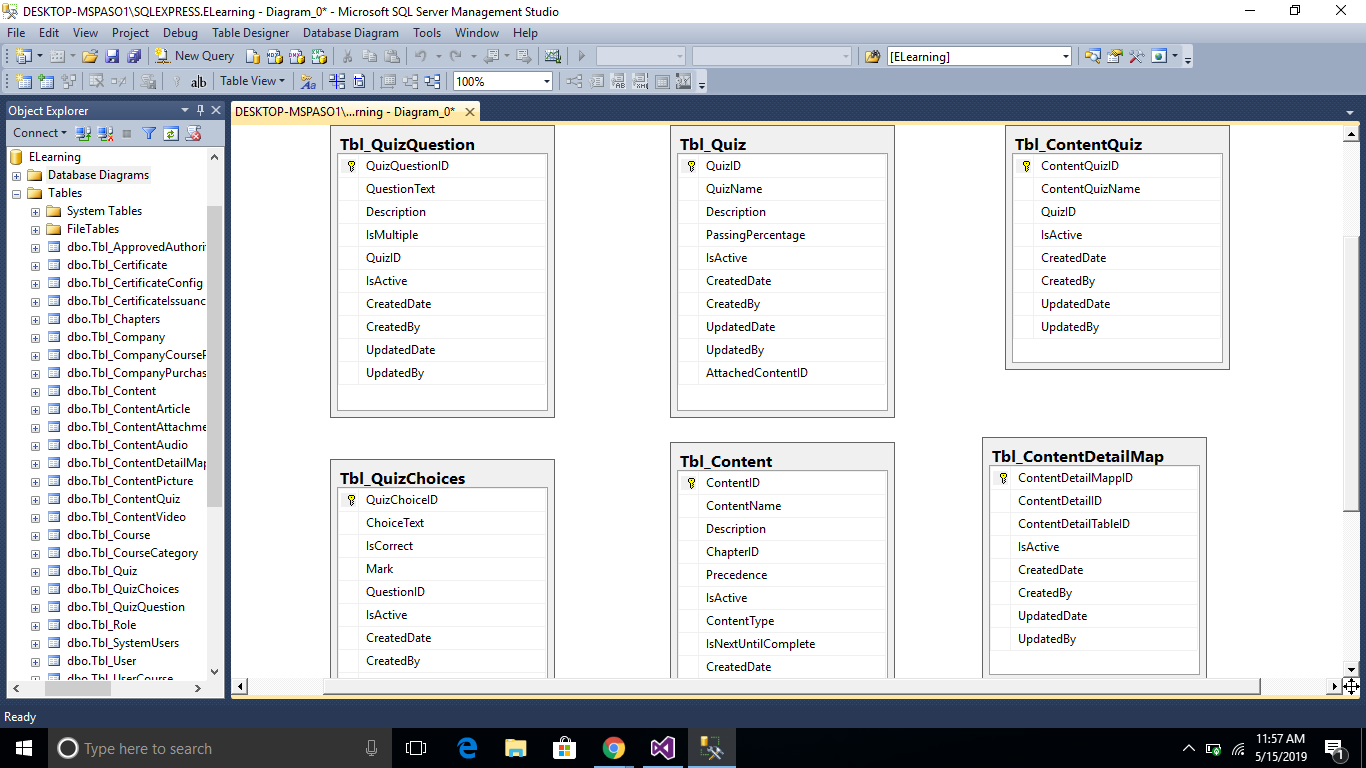 DESKTOP-MSPASO1\SQLEXPRESS.ELearning - Diagram_0* - Microsoft SQL Server Management Studio
File Edit View Project Debug Table Designer Database Diagram Tools Window Help
New Query [ELearning]
ab Table View 100%
Object Explorer
Connect
ELearning
Database Diagrams
Tables
System Tables
FileTables
dbo.Tbl_ApprovedAuthori
dbo.Tbl_Certificate
dbo.Tbl_CertificateConfig
dbo.Tbl_CertificateIssuanc
dbo.Tbl_Chapters
dbo.Tbl_Company
dbo.Tbl_CompanyCourseP
dbo.Tbl_CompanyPurchas
dbo.Tbl_Content
dbo.Tbl_ContentArticle
dbo.Tbl_ContentAttachme
dbo.Tbl_ContentAudio
dbo.Tbl_ContentDetailMap
dbo.Tbl_ContentPicture
dbo.Tbl_ContentQuiz
dbo.Tbl_ContentVideo
dbo.Tbl_Course
dbo.Tbl_CourseCategory
dbo.Tbl_Quiz
dbo.Tbl_QuizChoices
dbo.Tbl_QuizQuestion
dbo.Tbl_Role
dbo.Tbl_SystemUsers
dbo.Tbl_User
dbo.Tbl_UserCourse
DESKTOP-MSPASO1\...rning - Diagram_0*
Tbl_QuizQuestion
QuizQuestionID
QuestionText
Description
IsMultiple
QuizID
IsActive
CreatedDate
CreatedBy
UpdatedDate
UpdatedBy
Tbl_Quiz
QuizID
QuizName
Description
PassingPercentage
IsActive
CreatedDate
CreatedBy
UpdatedDate
UpdatedBy
AttachedContentID
Tbl_ContentQuiz
ContentQuizID
ContentQuizName
QuizID
IsActive
CreatedDate
CreatedBy
UpdatedDate
UpdatedBy
Tbl_QuizChoices
QuizChoiceID
ChoiceText
IsCorrect
Mark
QuestionID
IsActive
CreatedDate
CreatedBy
Tbl_Content
ContentID
ContentName
Description
ChapterID
Precedence
IsActive
ContentType
IsNextUntilComplete
CreatedDate
Tbl_ContentDetailMap
ContentDetailMappID
ContentDetailID
ContentDetailTableID
IsActive
CreatedDate
CreatedBy
UpdatedDate
UpdatedBy
Ready
Type here to search
11:57 AM
5/15/2019
1